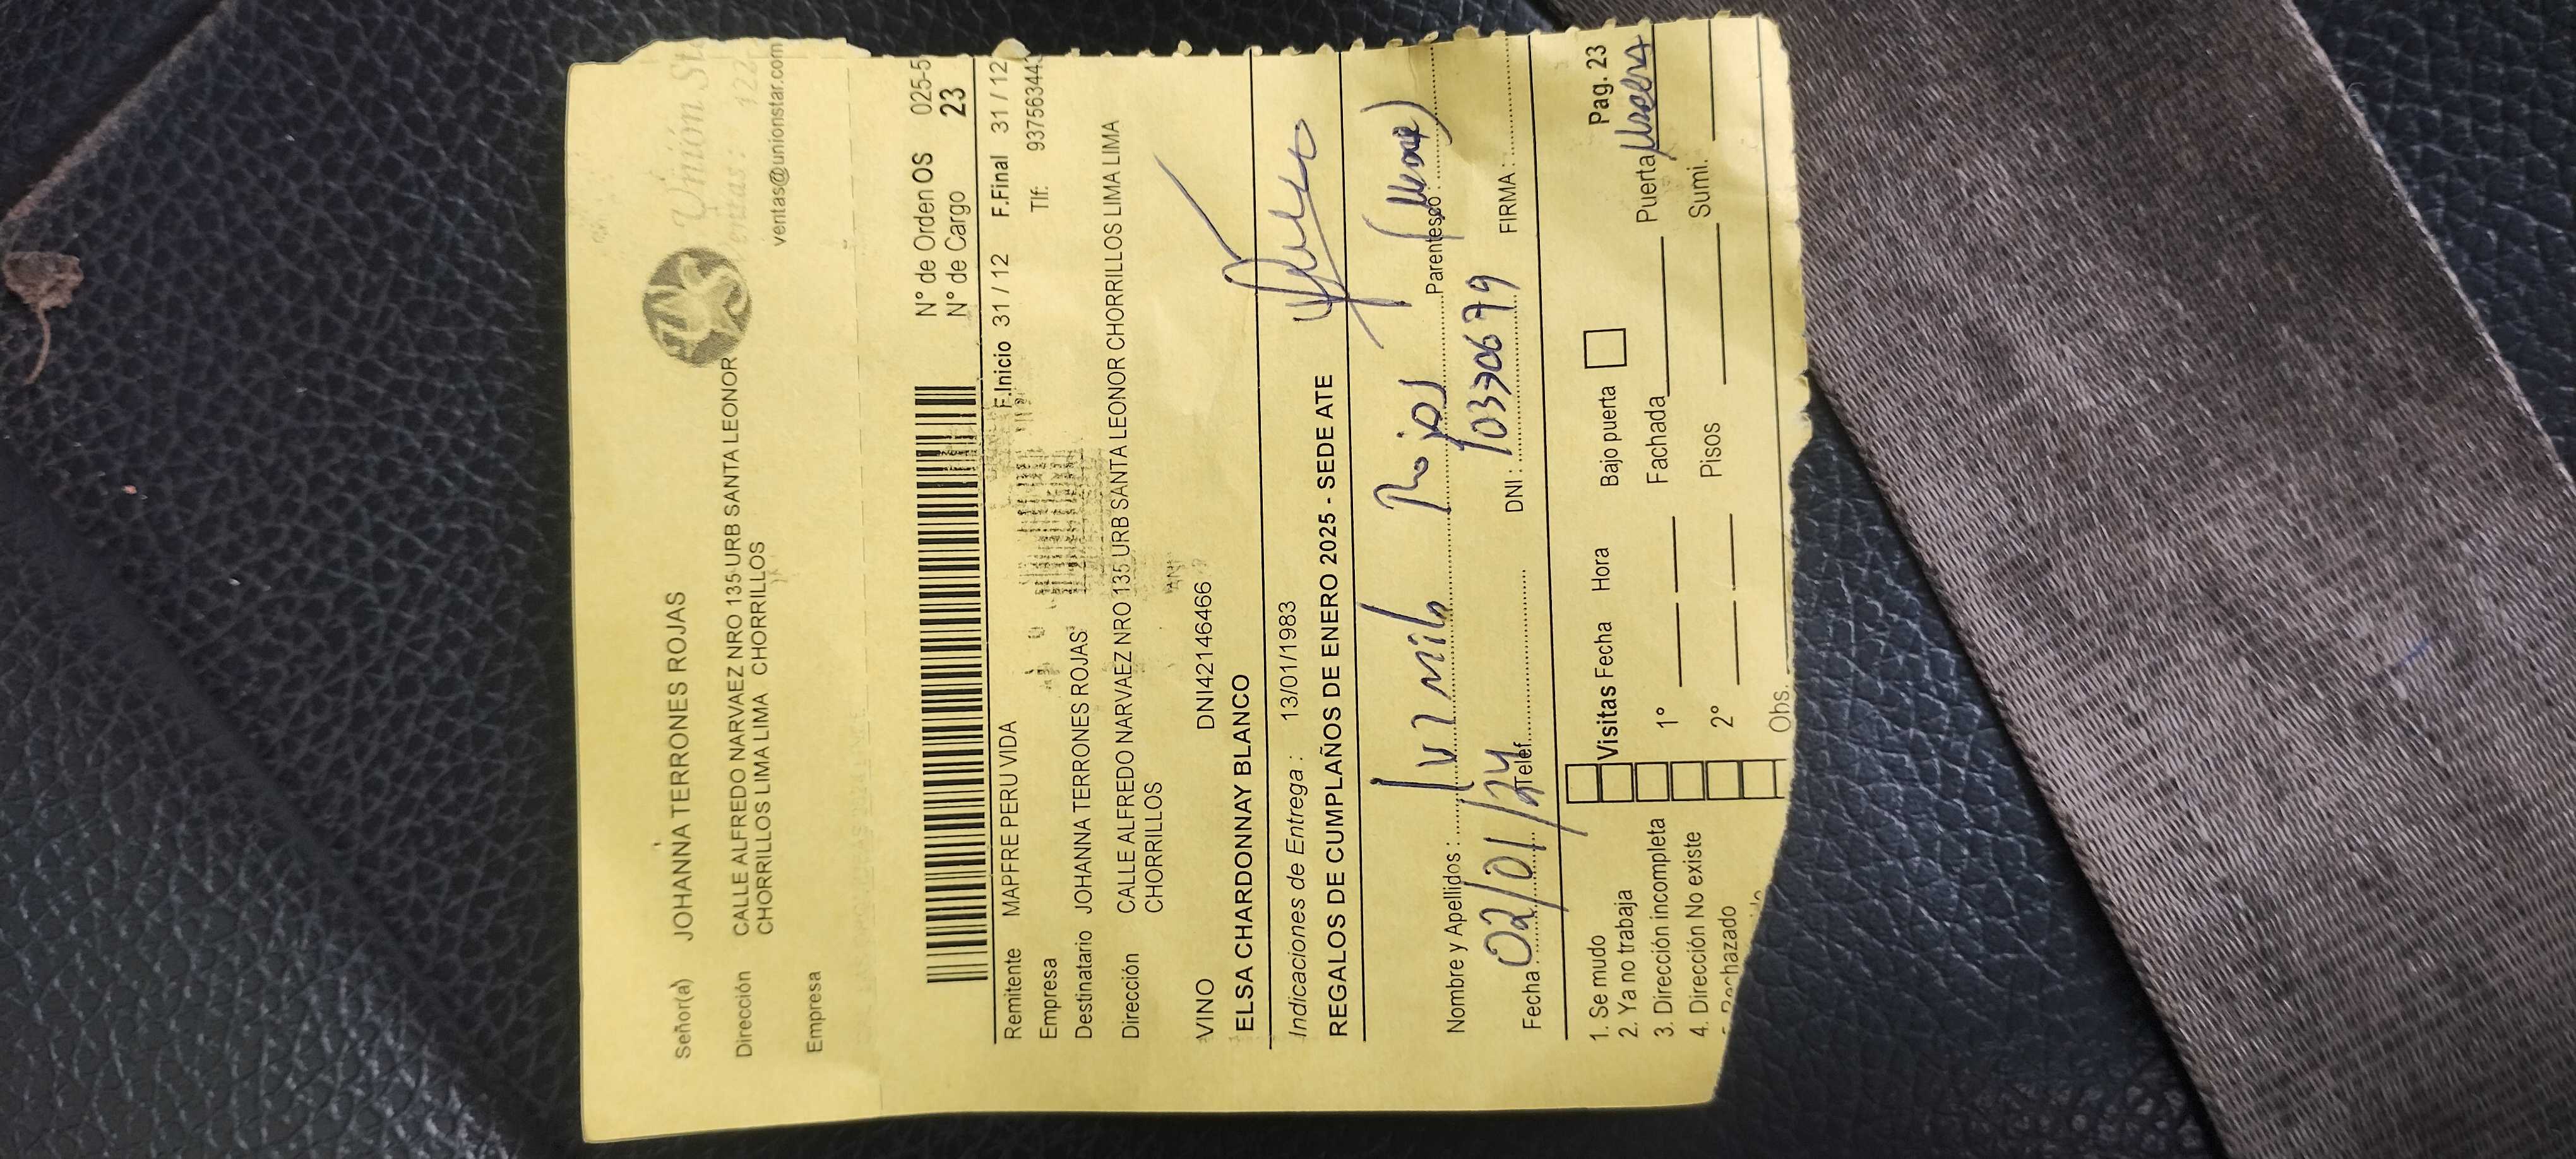 Unión St
122
ventas@unionstar.com
Señor(a) JOHANNA TERRONES ROJAS
Dirección CALLE ALFREDO NARVAEZ NRO 135 URB SANTA LEONOR
CHORRILLOS LIMA LIMA CHORRILLOS
Empresa
N° de Orden OS 025-5
N° de Cargo 23
F.Inicio 31 / 12 F.Final 31 / 12
Remitente MAPFRE PERU VIDA
Empresa Tlf: 937563443
Destinatario JOHANNA TERRONES ROJAS
Dirección CALLE ALFREDO NARVAEZ NRO 135 URB SANTA LEONOR CHORRILLOS LIMA LIMA
CHORRILLOS
VINO DNI42146466
ELSA CHARDONNAY BLANCO
Indicaciones de Entrega : 13/01/1983
REGALOS DE CUMPLAÑOS DE ENERO 2025 - SEDE ATE
Nombre y Apellidos : Luzmila Rojas Parentesco :
Fecha 02/01/24 Telef. DNI : 10330679 FIRMA :
1. Se mudo Visitas Fecha Hora Bajo puerta Pag. 23
2. Ya no trabaja
3. Dirección incompleta 1° Fachada Puerta
4. Dirección No existe 2° Pisos Sumi.
Rechazado
Obs.